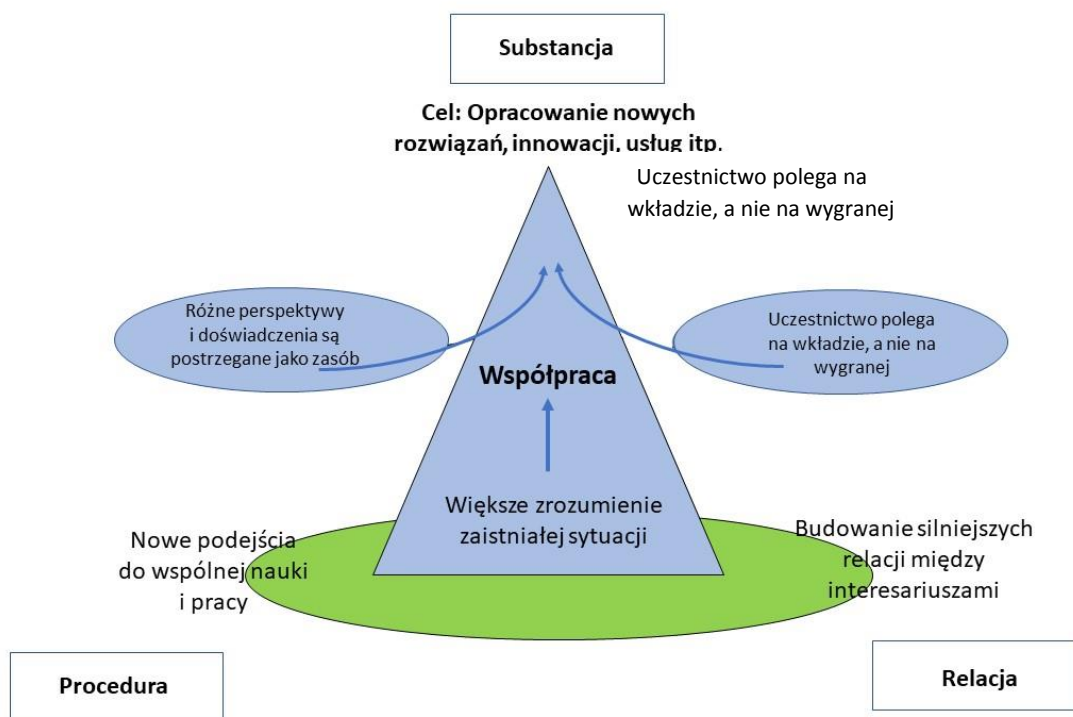 Substancja
Cel: Opracowanie nowych
rozwiązań, innowacji, usług itp.
Uczestnictwo polega na
wkładzie, a nie na wygranej
Różne perspektywy
i doświadczenia są
postrzegane jako zasób
Uczestnictwo polega
na wkładzie, a nie na
wygranej
Współpraca
Większe zrozumienie
zaistniałej sytuacji
Nowe podejścia
do wspólnej nauki
i pracy
Budowanie silniejszych
relacji między
interesariuszami
Procedura
Relacja